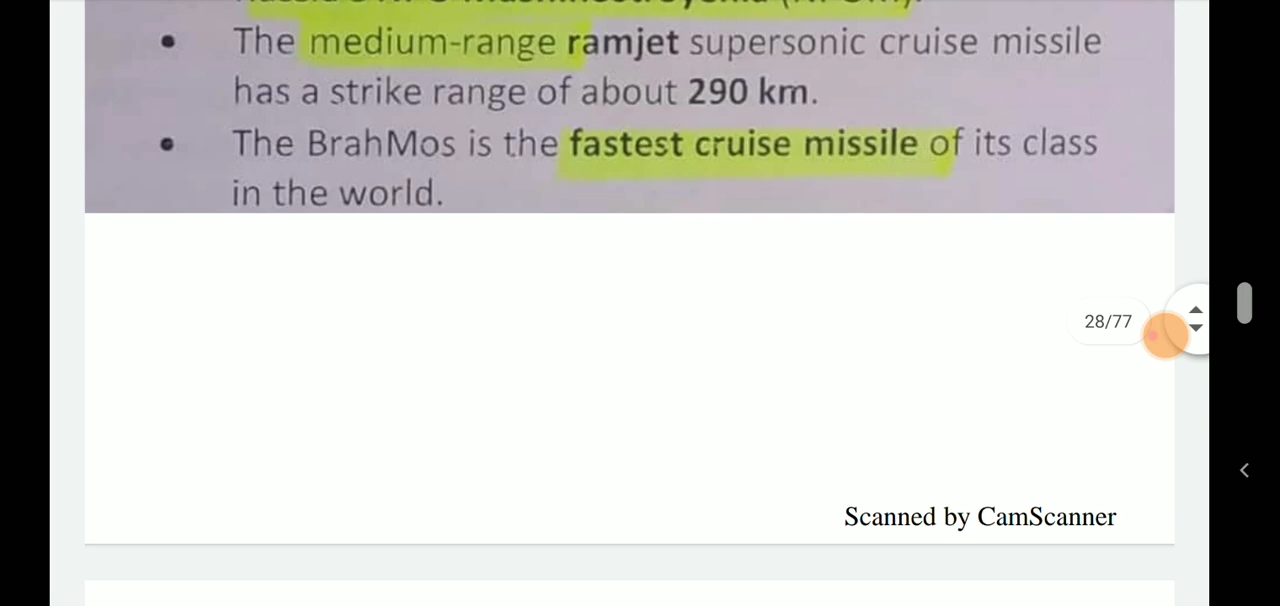 • The medium-range ramjet supersonic cruise missile
has a strike range of about 290 km.
• The BrahMos is the fastest cruise missile of its class
in the world.
28/77
Scanned by CamScanner